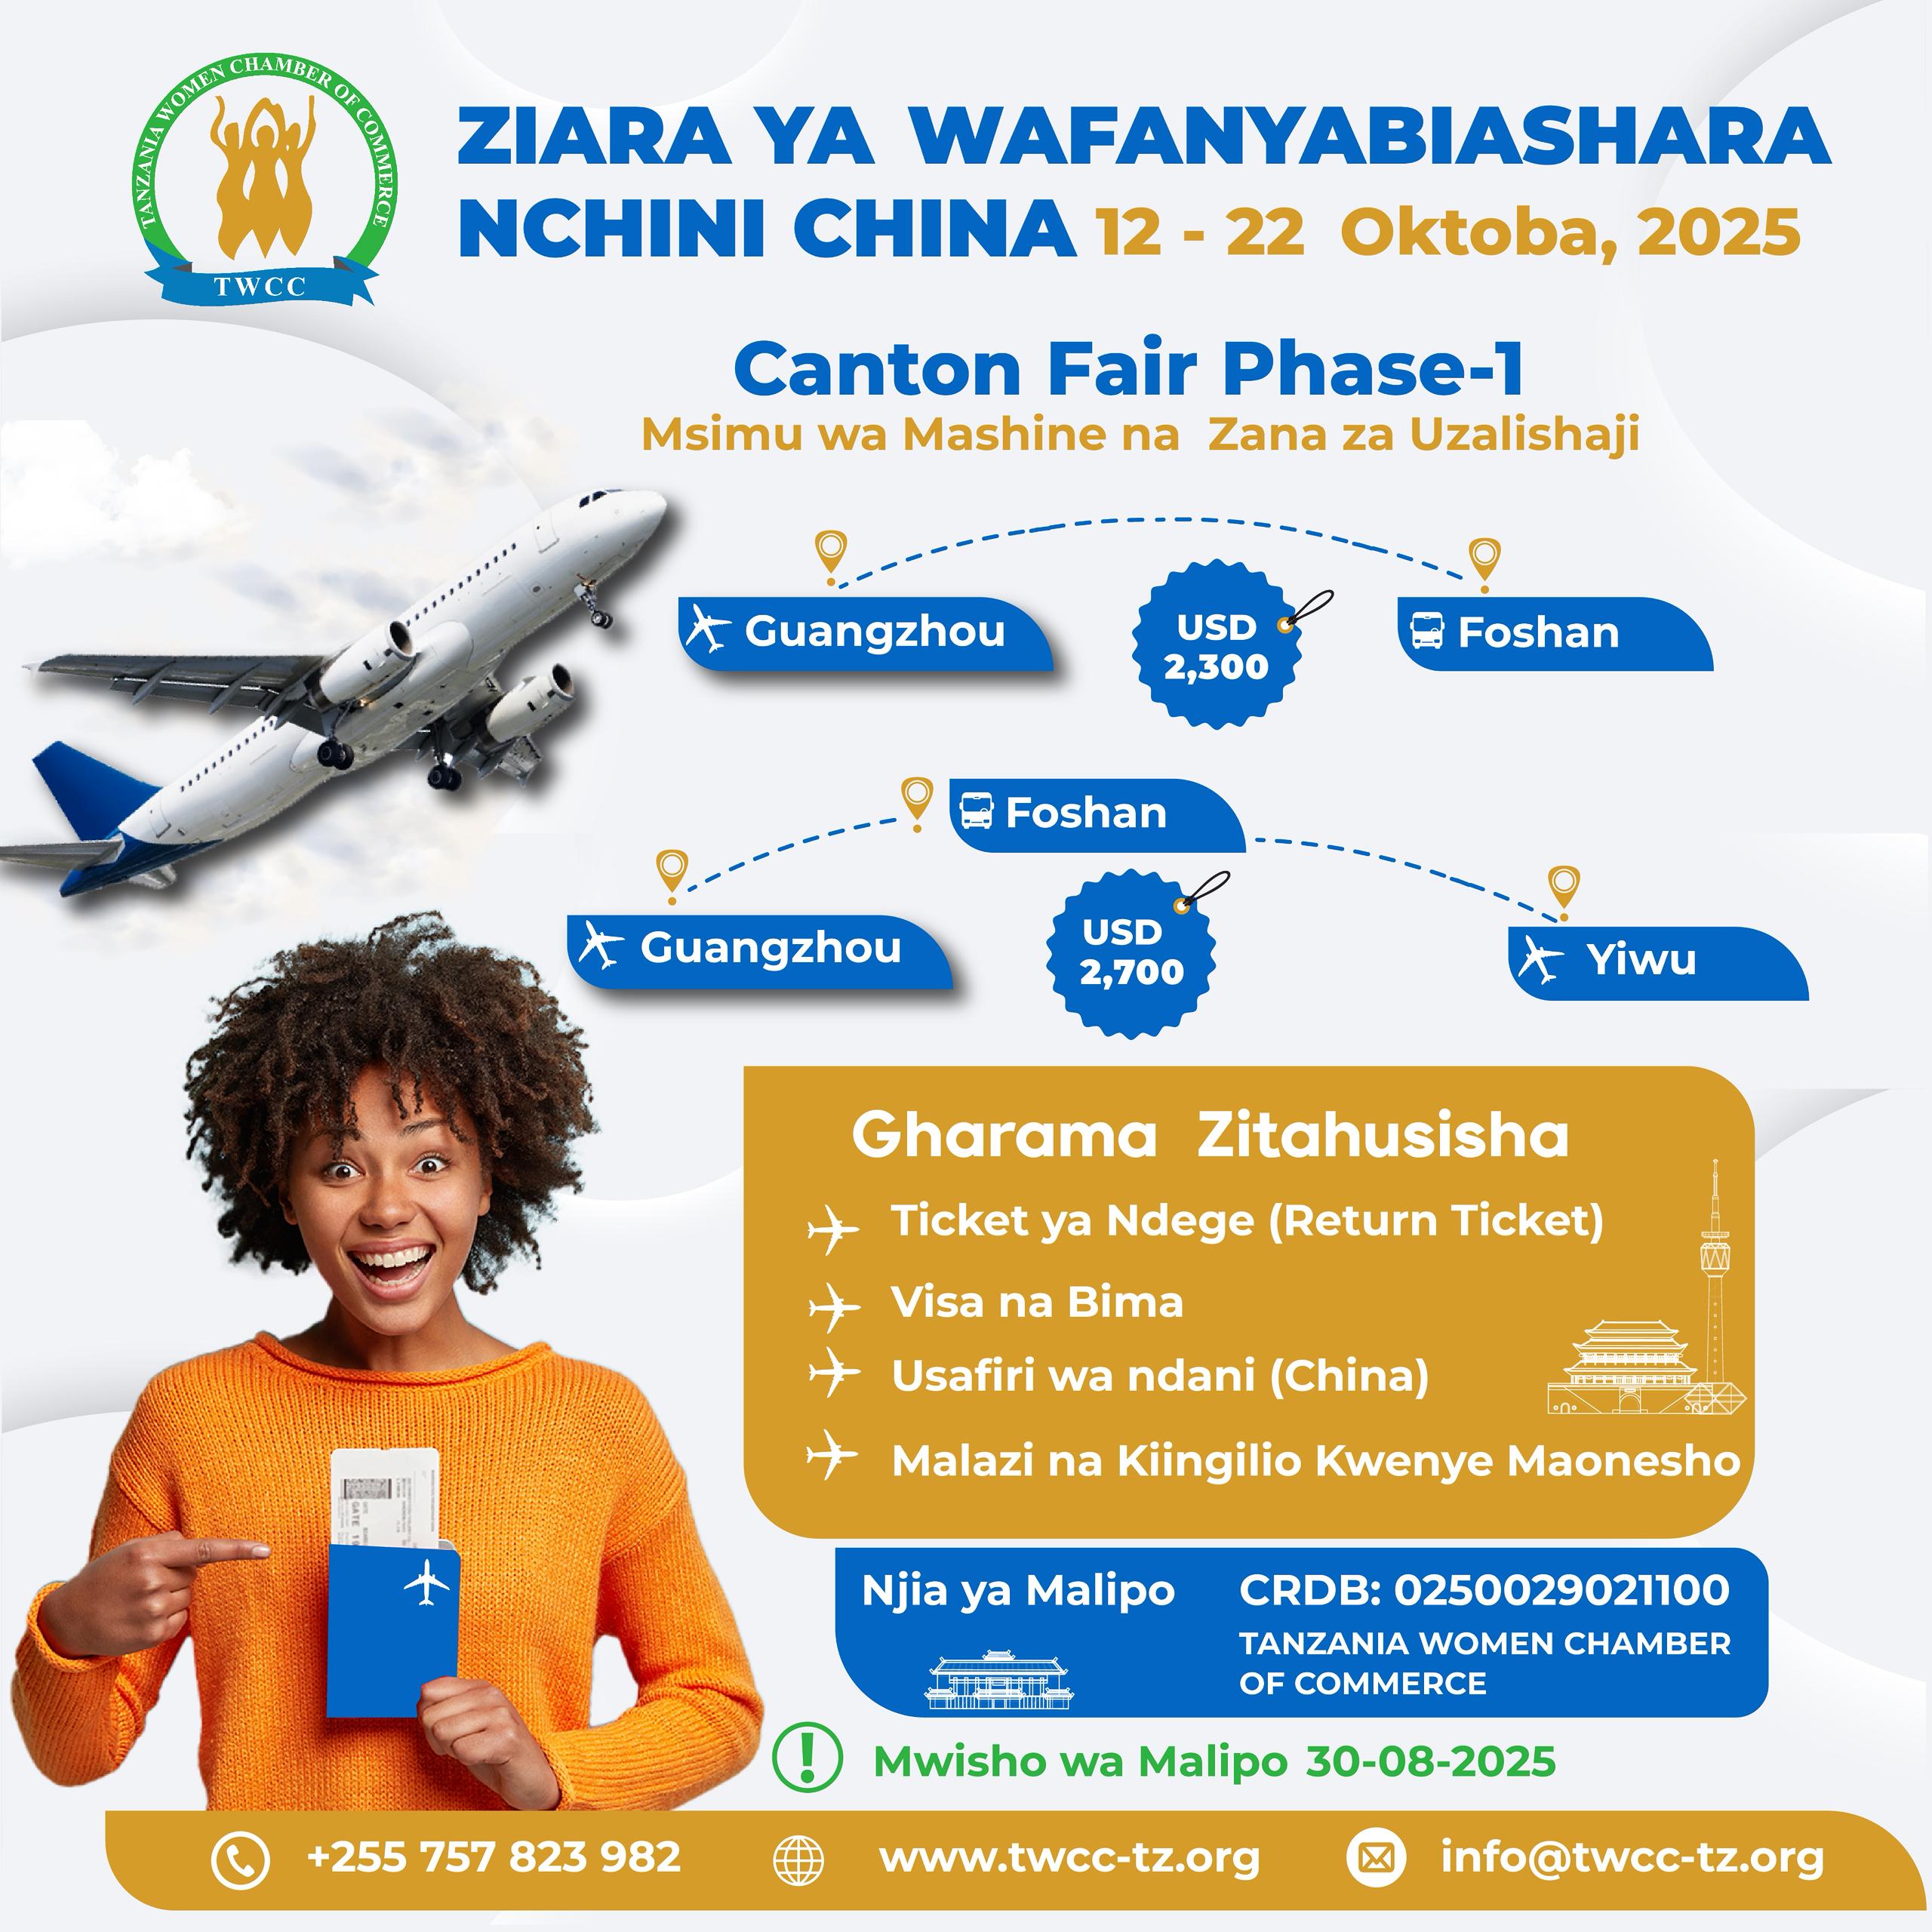 TANZANIA WOMEN CHAMBER OF COMMERCE
TWCC
ZIARA YA WAFANYABIASHARA
NCHINI CHINA 12 - 22 Oktoba, 2025
Canton Fair Phase-1
Msimu wa Mashine na Zana za Uzalishaji
Guangzhou
USD
2,300
Foshan
Foshan
Guangzhou
USD
2,700
Yiwu
Gharama Zitahusisha
Ticket ya Ndege (Return Ticket)
Visa na Bima
Usafiri wa ndani (China)
Malazi na Kiingilio Kwenye Maonesho
Njia ya Malipo
CRDB: 0250029021100
TANZANIA WOMEN CHAMBER
OF COMMERCE
GATE
! Mwisho wa Malipo 30-08-2025
+255 757 823 982
www.twcc-tz.org
info@twcc-tz.org